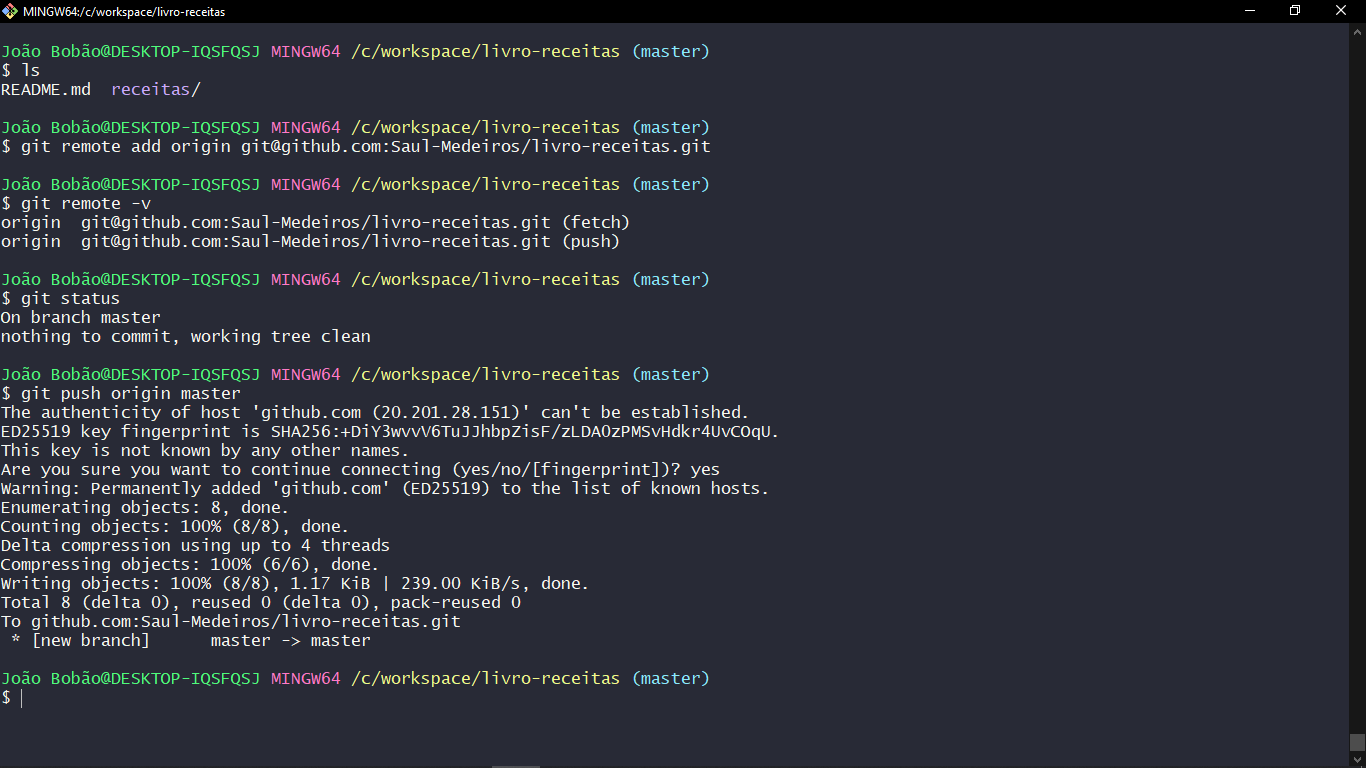 MINGW64:/c/workspace/livro-receitas
João Bobão@DESKTOP-IQSFQSJ MINGW64 /c/workspace/livro-receitas (master)
$ ls
README.md  receitas/
João Bobão@DESKTOP-IQSFQSJ MINGW64 /c/workspace/livro-receitas (master)
$ git remote add origin git@github.com:Saul-Medeiros/livro-receitas.git
João Bobão@DESKTOP-IQSFQSJ MINGW64 /c/workspace/livro-receitas (master)
$ git remote -v
origin  git@github.com:Saul-Medeiros/livro-receitas.git (fetch)
origin  git@github.com:Saul-Medeiros/livro-receitas.git (push)
João Bobão@DESKTOP-IQSFQSJ MINGW64 /c/workspace/livro-receitas (master)
$ git status
On branch master
nothing to commit, working tree clean
João Bobão@DESKTOP-IQSFQSJ MINGW64 /c/workspace/livro-receitas (master)
$ git push origin master
The authenticity of host 'github.com (20.201.28.151)' can't be established.
ED25519 key fingerprint is SHA256:+DiY3wvvV6TuJJhbpZisF/zLDA0zPMSvHdkr4UvCOqU.
This key is not known by any other names.
Are you sure you want to continue connecting (yes/no/[fingerprint])? yes
Warning: Permanently added 'github.com' (ED25519) to the list of known hosts.
Enumerating objects: 8, done.
Counting objects: 100% (8/8), done.
Delta compression using up to 4 threads
Compressing objects: 100% (6/6), done.
Writing objects: 100% (8/8), 1.17 KiB | 239.00 KiB/s, done.
Total 8 (delta 0), reused 0 (delta 0), pack-reused 0
To github.com:Saul-Medeiros/livro-receitas.git
 * [new branch]      master -> master
João Bobão@DESKTOP-IQSFQSJ MINGW64 /c/workspace/livro-receitas (master)
$